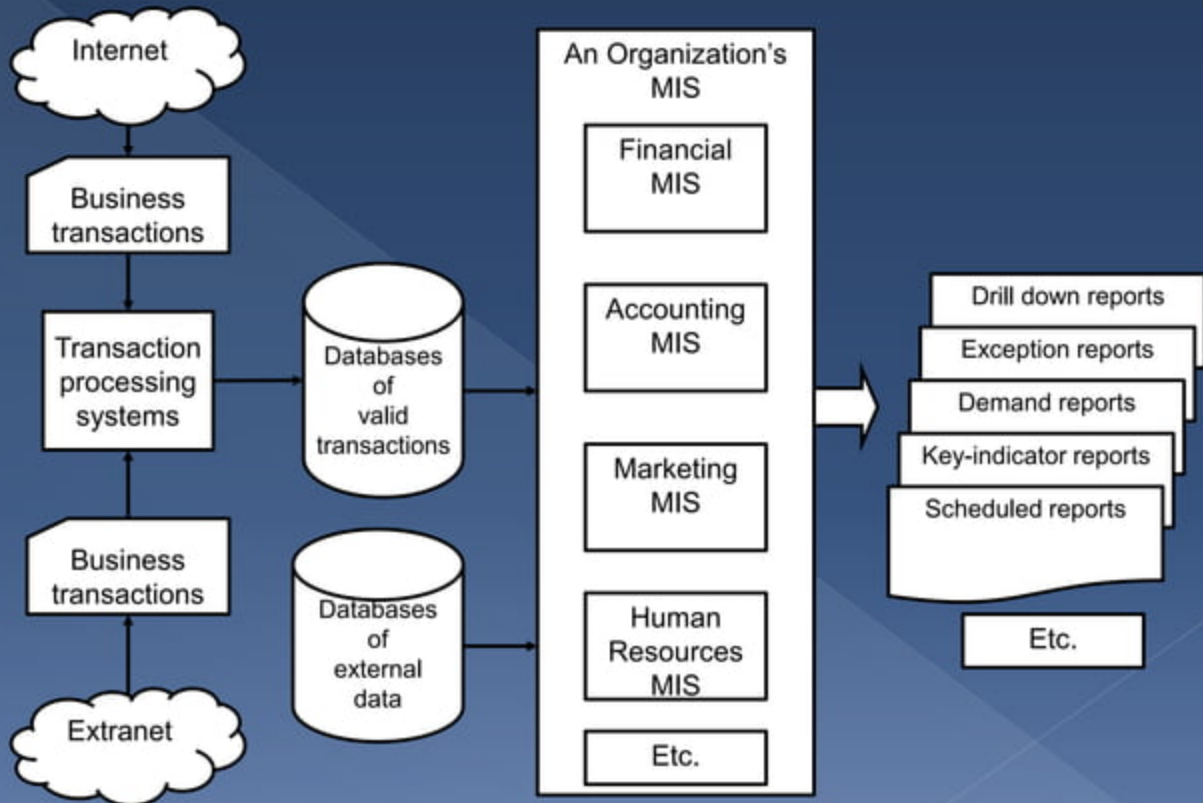 Internet
Business
transactions
Transaction
processing
systems
Business
transactions
Extranet
Databases
of
valid
transactions
Databases
of
external
data
An Organization's
MIS
Financial
MIS
Accounting
MIS
Marketing
MIS
Human
Resources
MIS
Etc.
Drill down reports
Exception reports
Demand reports
Key-indicator reports
Scheduled reports
Etc.